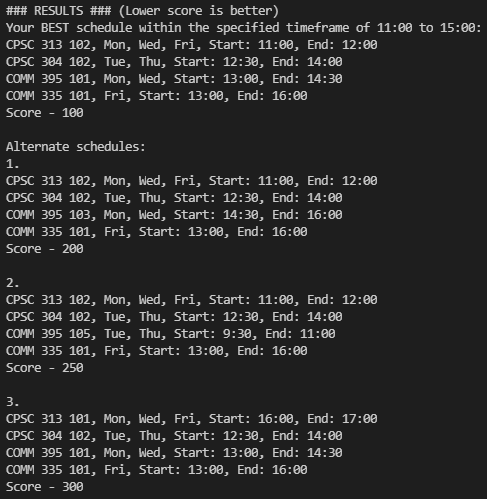 ### RESULTS ### (Lower score is better)
Your BEST schedule within the specified timeframe of 11:00 to 15:00:
CPSC 313 102, Mon, Wed, Fri, Start: 11:00, End: 12:00
CPSC 304 102, Tue, Thu, Start: 12:30, End: 14:00
COMM 395 101, Mon, Wed, Start: 13:00, End: 14:30
COMM 335 101, Fri, Start: 13:00, End: 16:00
Score - 100

Alternate schedules:
1.
CPSC 313 102, Mon, Wed, Fri, Start: 11:00, End: 12:00
CPSC 304 102, Tue, Thu, Start: 12:30, End: 14:00
COMM 395 103, Mon, Wed, Start: 14:30, End: 16:00
COMM 335 101, Fri, Start: 13:00, End: 16:00
Score - 200

2.
CPSC 313 102, Mon, Wed, Fri, Start: 11:00, End: 12:00
CPSC 304 102, Tue, Thu, Start: 12:30, End: 14:00
COMM 395 105, Tue, Thu, Start: 9:30, End: 11:00
COMM 335 101, Fri, Start: 13:00, End: 16:00
Score - 250

3.
CPSC 313 101, Mon, Wed, Fri, Start: 16:00, End: 17:00
CPSC 304 102, Tue, Thu, Start: 12:30, End: 14:00
COMM 395 101, Mon, Wed, Start: 13:00, End: 14:30
COMM 335 101, Fri, Start: 13:00, End: 16:00
Score - 300